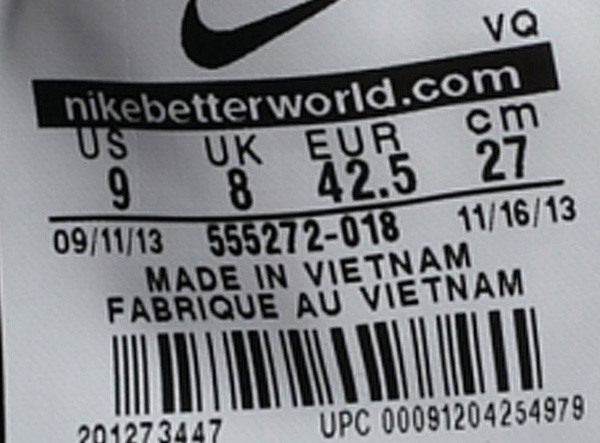 VQ
nikebetterworld.com
US UK EUR cm
9 8 42.5 27
09/11/13 555272-018 11/16/13
MADE IN VIETNAM
FABRIQUE AU VIETNAM
201273447 UPC 00091204254979